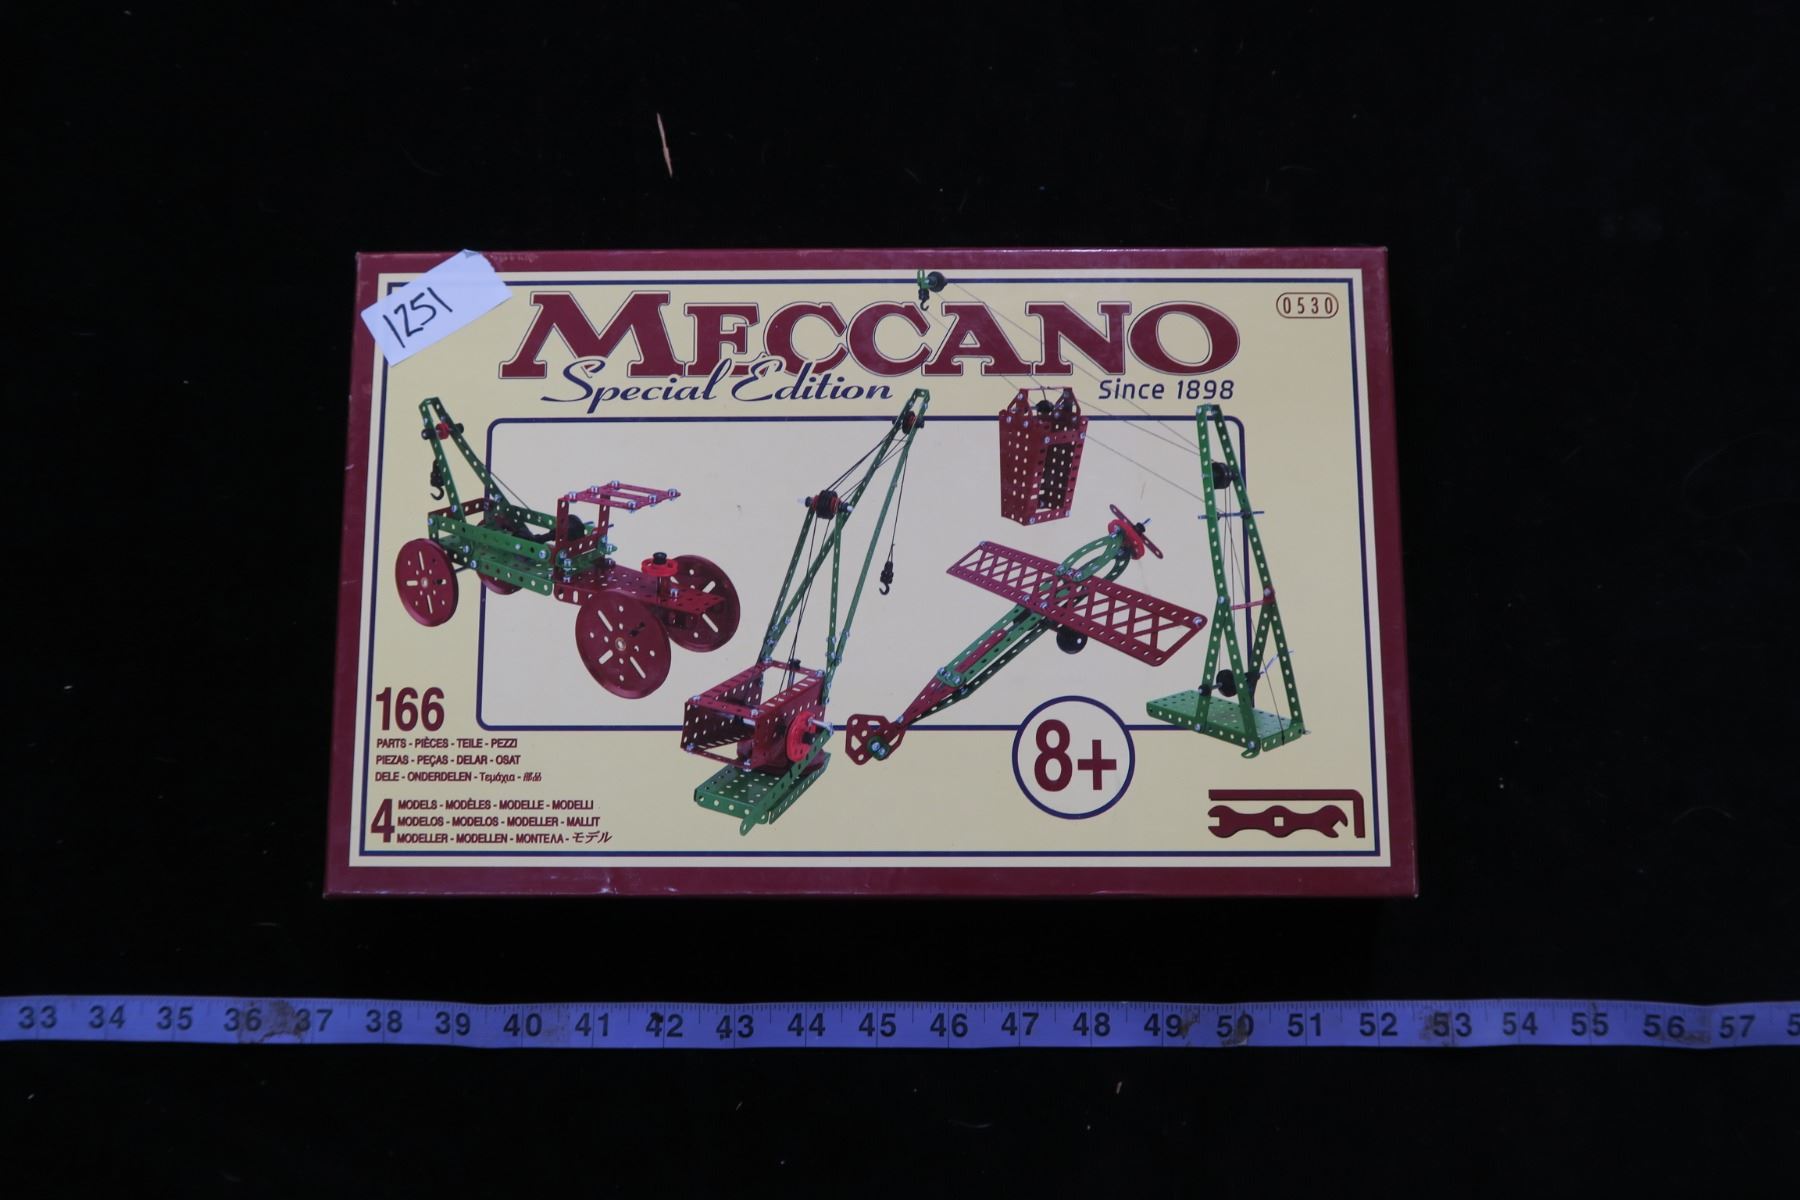 1251
MECCANO
0530
Special Edition
Since 1898
166
PARTS - PIÈCES - TEILE - PEZZI
PIEZAS - PEÇAS - DELAR - OSAT
DELE - ONDERDELEN - Τεμάχια - 部品
4
MODELS - MODÈLES - MODELLE - MODELLI
MODELOS - MODELOS - MODELLER - MALLIT
MODELLER - MODELLEN - ΜΟΝΤΕΛΑ - モデル
8+
33 34 35 36 37 38 39 40 41 42 43 44 45 46 47 48 49 50 51 52 53 54 55 56 57